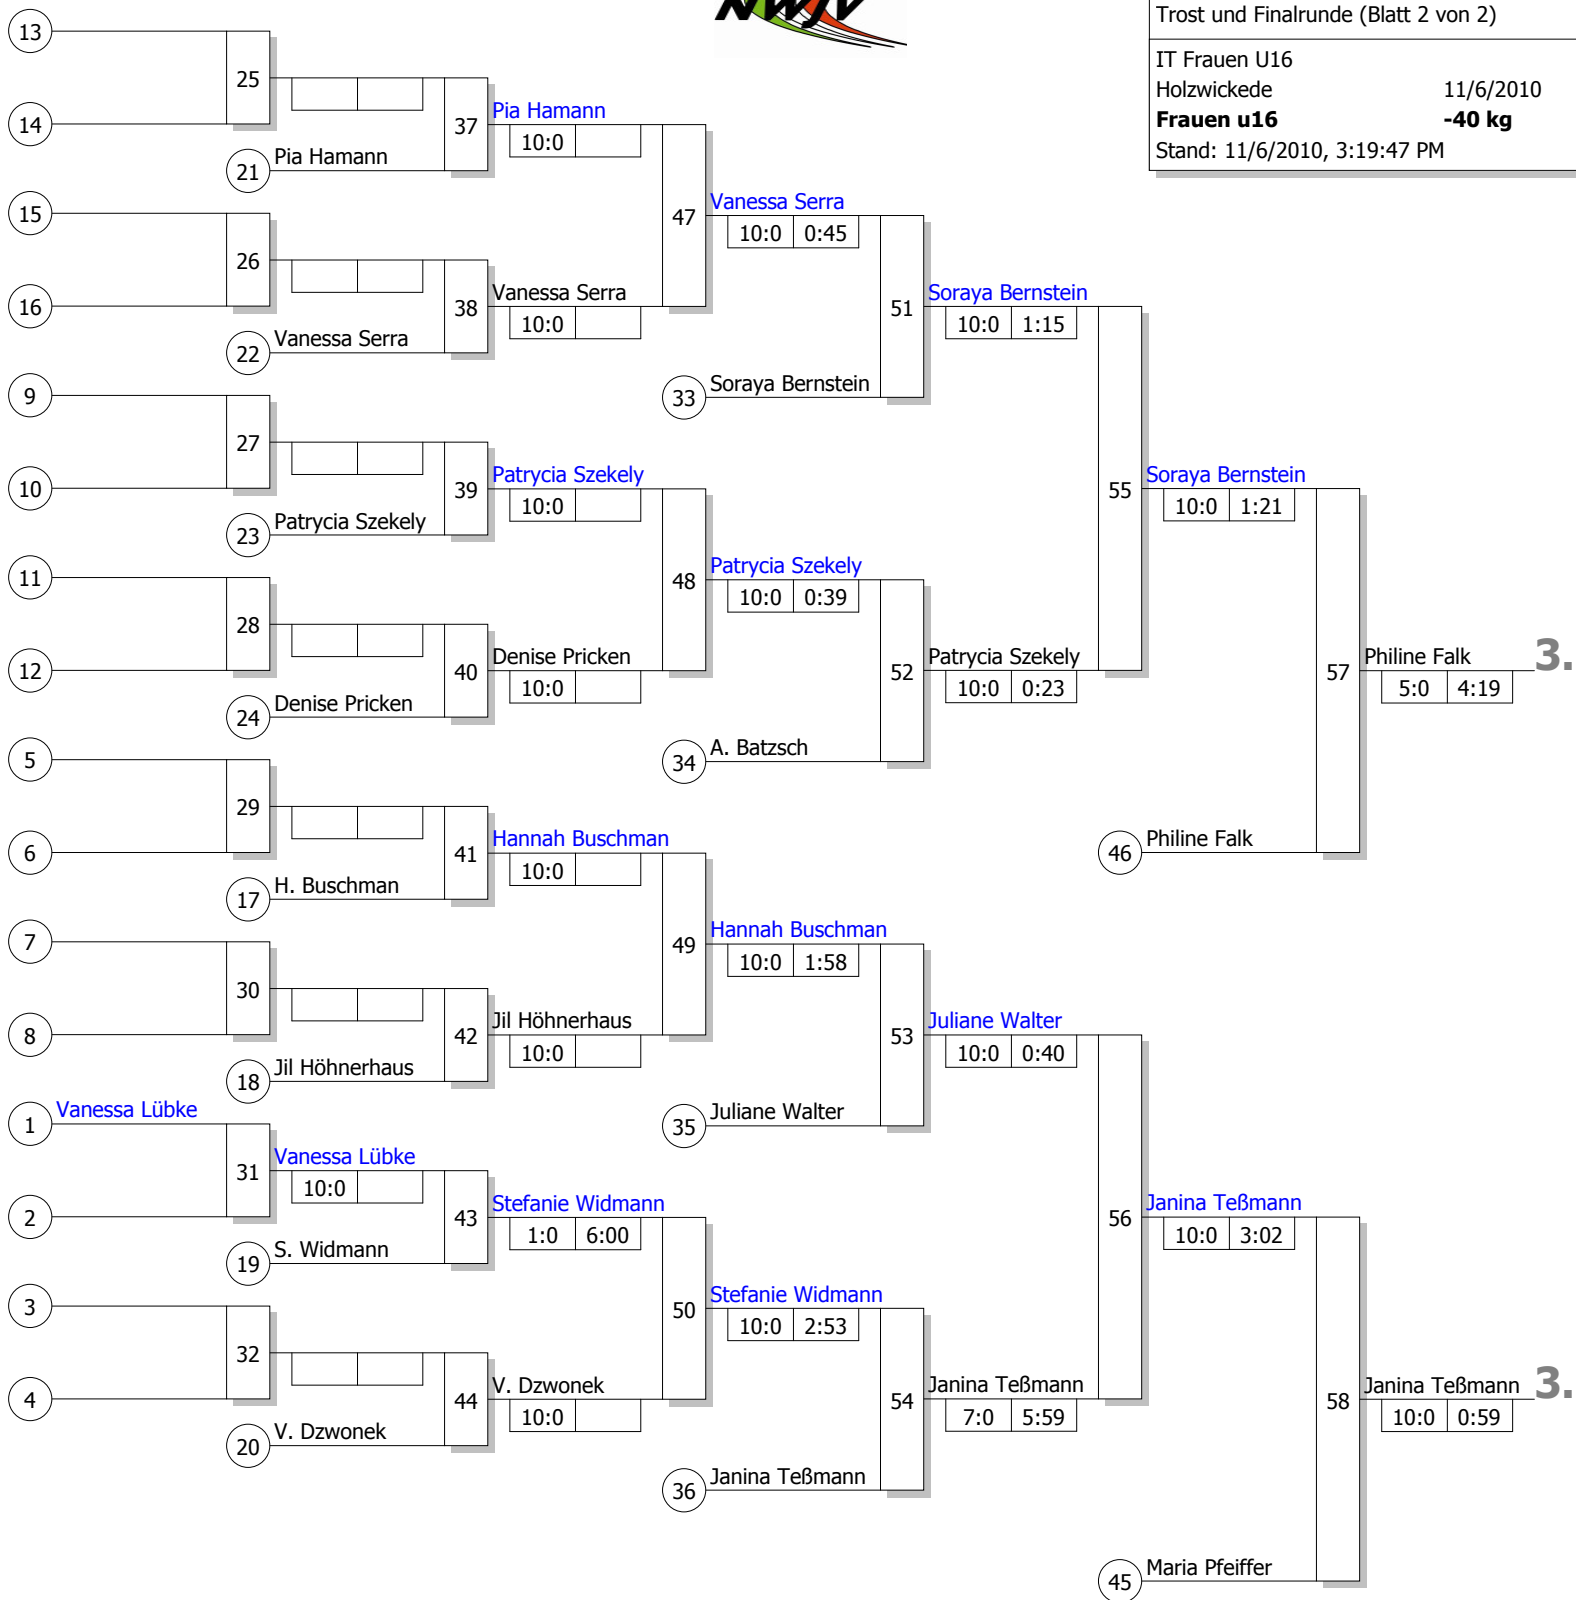 NWJV
Trost und Finalrunde (Blatt 2 von 2)
IT Frauen U16
Holzwickede 11/6/2010
Frauen u16 -40 kg
Stand: 11/6/2010, 3:19:47 PM
13
25
14
37
Pia Hamann
10:0
21 Pia Hamann
15
47
Vanessa Serra
10:0 0:45
26
16
38
Vanessa Serra
10:0
22 Vanessa Serra
51
Soraya Bernstein
10:0 1:15
9
33 Soraya Bernstein
27
10
39
Patrycia Szekely
10:0
55
Soraya Bernstein
10:0 1:21
23 Patrycia Szekely
11
48
Patrycia Szekely
10:0 0:39
28
12
40
Denise Pricken
10:0
52
Patrycia Szekely
10:0 0:23
57
Philine Falk 3.
5:0 4:19
24 Denise Pricken
5
34 A. Batzsch
29
6
41
Hannah Buschman
10:0
46 Philine Falk
17 H. Buschman
7
49
Hannah Buschman
10:0 1:58
30
8
42
Jil Höhnerhaus
10:0
53
Juliane Walter
10:0 0:40
18 Jil Höhnerhaus
1 Vanessa Lübke
35 Juliane Walter
31
Vanessa Lübke
10:0
2
43
Stefanie Widmann
1:0 6:00
56
Janina Teßmann
10:0 3:02
19 S. Widmann
3
50
Stefanie Widmann
10:0 2:53
32
4
44
V. Dzwonek
10:0
54
Janina Teßmann
7:0 5:59
58
Janina Teßmann 3.
10:0 0:59
20 V. Dzwonek
36 Janina Teßmann
45 Maria Pfeiffer